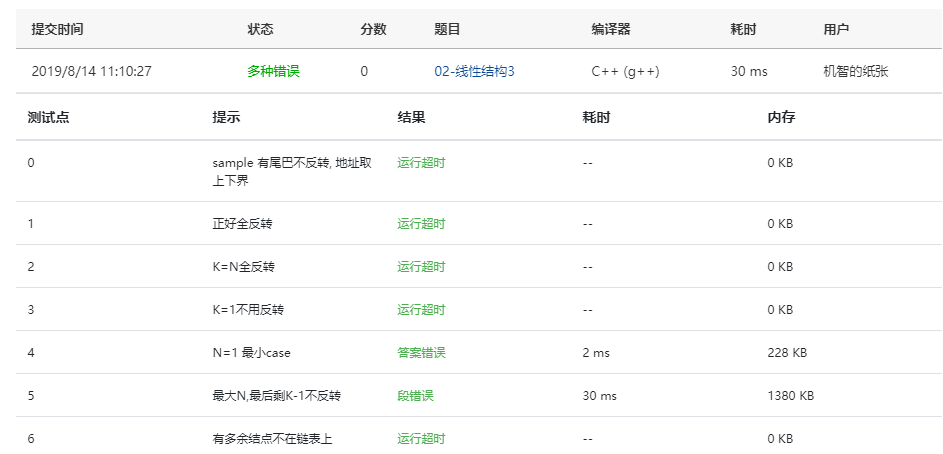 提交时间 状态 分数 题目 编译器 耗时 用户
2019/8/14 11:10:27 多种错误 0 02-线性结构3 C++ (g++) 30 ms 机智的纸张
测试点 提示 结果 耗时 内存
0 sample 有尾巴不反转, 地址取 运行超时 -- 0 KB
上下界
1 正好全反转 运行超时 -- 0 KB
2 K=N全反转 运行超时 -- 0 KB
3 K=1不用反转 运行超时 -- 0 KB
4 N=1 最小case 答案错误 2 ms 228 KB
5 最大N,最后剩K-1不反转 段错误 30 ms 1380 KB
6 有多余结点不在链表上 运行超时 -- 0 KB